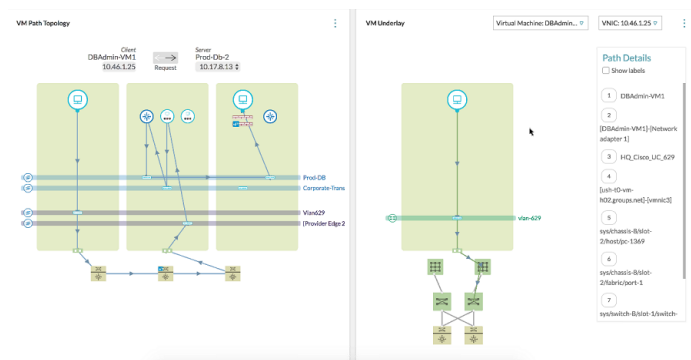 VM Path Topology
VM Underlay
Virtual Machine: DBAdmin...
VNIC: 10.46.1.25
Client
DBAdmin-VM1
10.46.1.25
Request
Server
Prod-Db-2
10.17.8.13
Prod-DB
Corporate-Trans
Vlan629
[Provider Edge 2
vlan-629
Path Details
Show labels
1 DBAdmin-VM1
2
[DBAdmin-VM1]-[Network
adapter 1]
3 HQ_Cisco_UC_629
4
[ush-t0-vm-
h02.groups.net]-[vmnic3]
5
sys/chassis-8/slot-
2/host/pc-1369
6
sys/chassis-8/slot-
2/fabric/port-1
7
sys/switch-B/slot-1/switch-